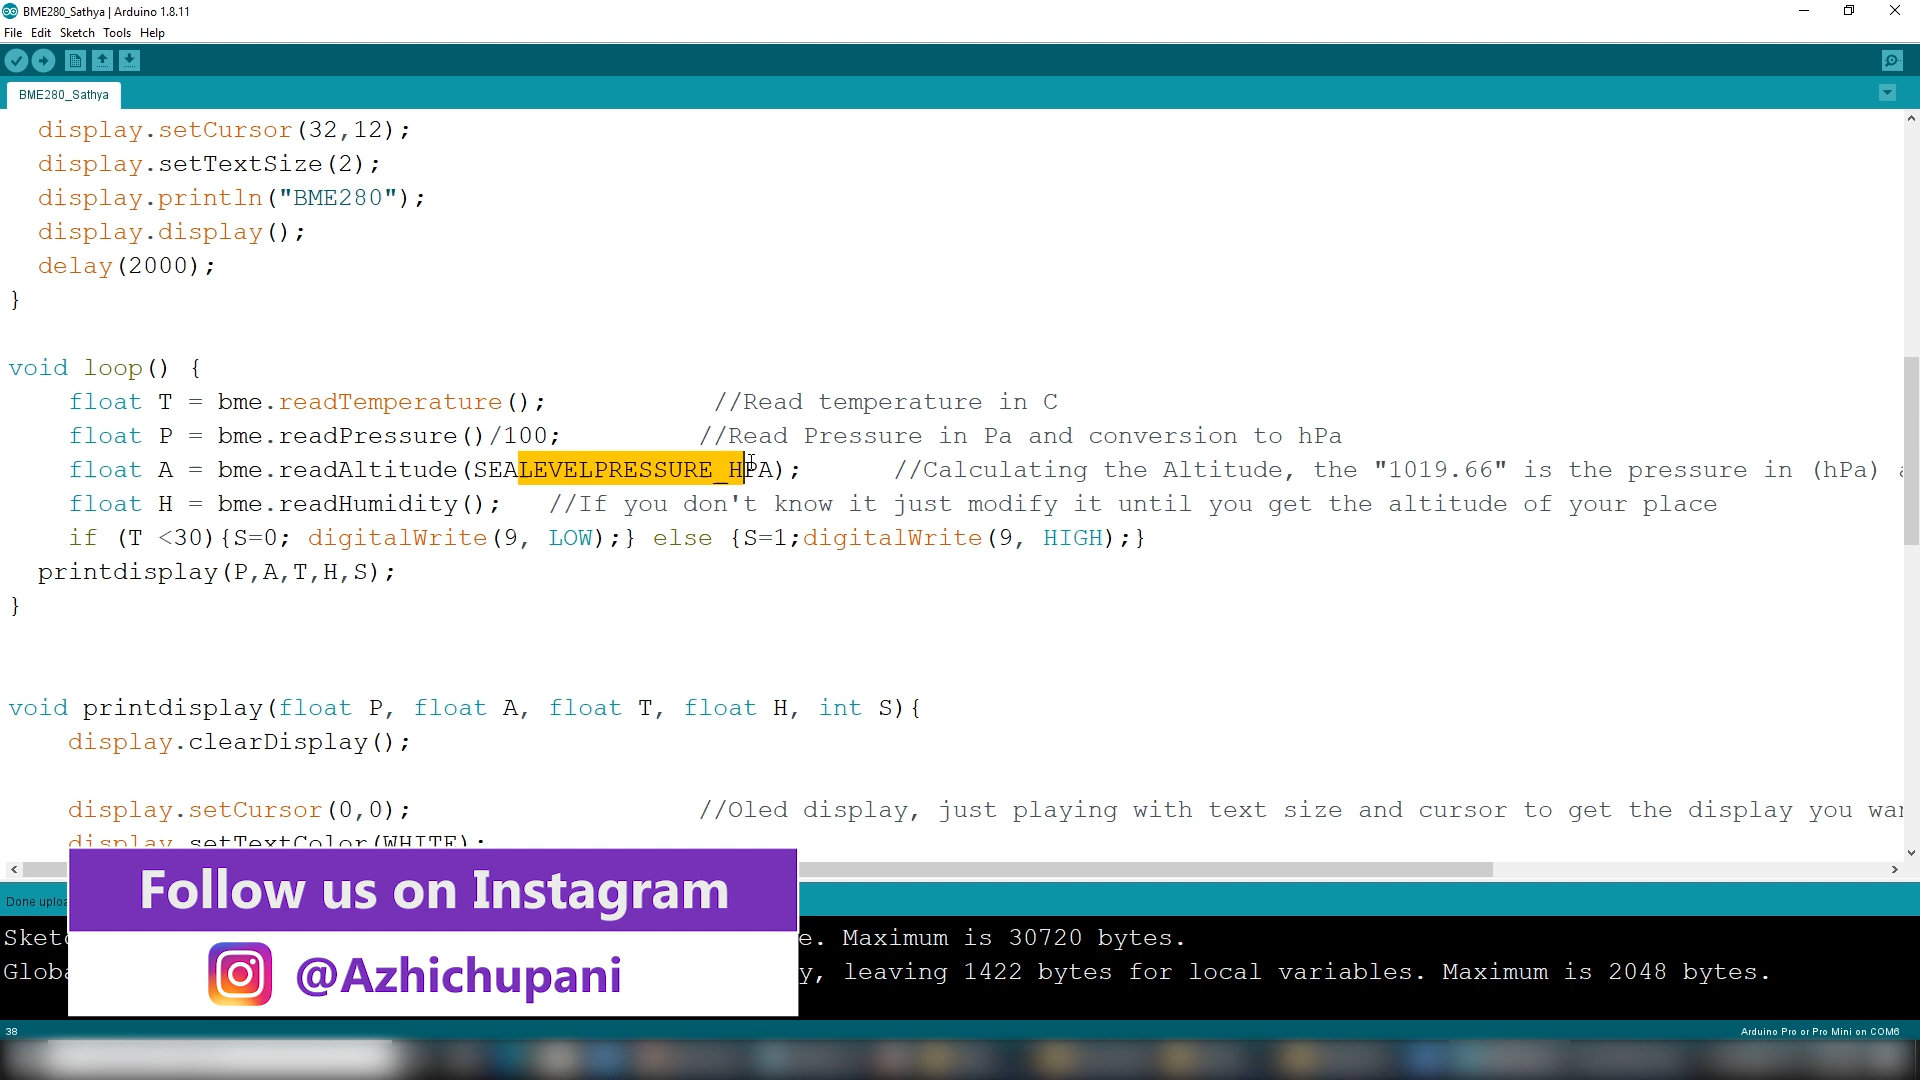 BME280_Sathya | Arduino 1.8.11
File Edit Sketch Tools Help
BME280_Sathya
display.setCursor(32,12);
display.setTextSize(2);
display.println("BME280");
display.display();
delay(2000);
}
void loop() {
float T = bme.readTemperature(); //Read temperature in C
float P = bme.readPressure()/100; //Read Pressure in Pa and conversion to hPa
float A = bme.readAltitude(SEALEVELPRESSURE_HPA); //Calculating the Altitude, the "1019.66" is the pressure in (hPa)
float H = bme.readHumidity(); //If you don't know it just modify it until you get the altitude of your place
if (T <30){S=0; digitalWrite(9, LOW);} else {S=1;digitalWrite(9, HIGH);}
printdisplay(P,A,T,H,S);
}
void printdisplay(float P, float A, float T, float H, int S){
display.clearDisplay();
display.setCursor(0,0); //Oled display, just playing with text size and cursor to get the display you
display.setTextColor(WHITE);
Follow us on Instagram
@Azhichupani
Done
e. Maximum is 30720 bytes.
y, leaving 1422 bytes for local variables. Maximum is 2048 bytes.
38
Arduino Pro or Pro Mini on COM6